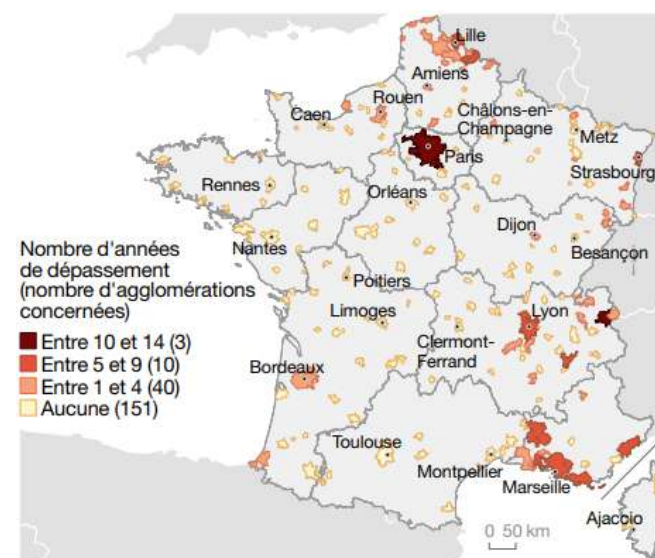 Lille
Amiens
Rouen
Caen
Châlons-en-
Champagne
Metz
Paris
Strasbourg
Rennes
Orléans
Dijon
Nantes
Besançon
Nombre d'années
de dépassement
(nombre d'agglomérations
concernées)
Entre 10 et 14 (3)
Entre 5 et 9 (10)
Entre 1 et 4 (40)
Aucune (151)
Poitiers
Limoges
Lyon
Clermont-
Ferrand
Bordeaux
Toulouse
Montpellier
Marseille
Ajaccio
0 50 km